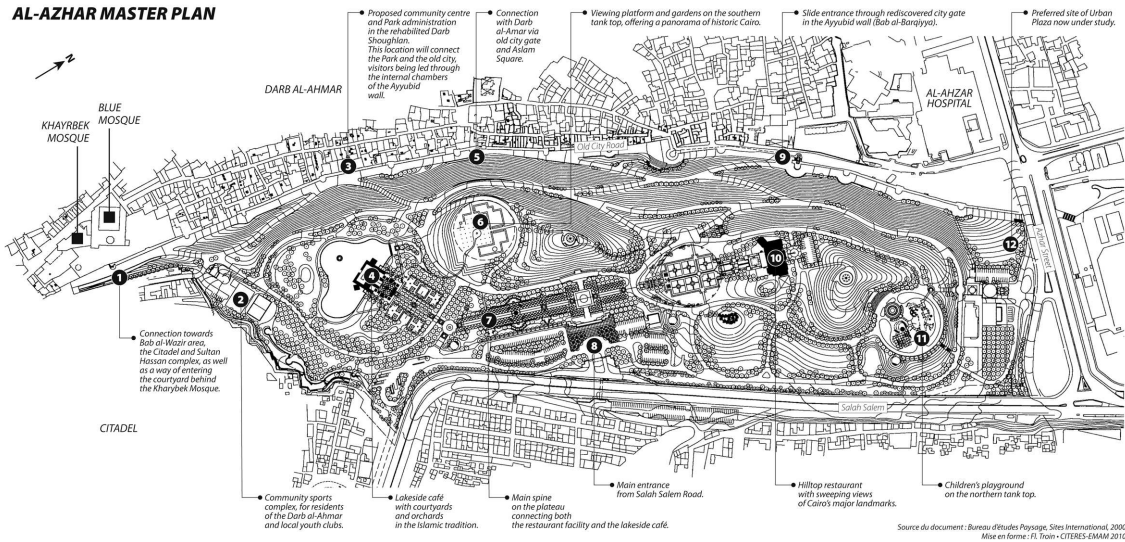 AL-AZHAR MASTER PLAN
Proposed community centre
and Park administration
in the rehabilited Darb
Shoughlan.
This location will connect
the Park and the old city,
visitors being led through
the internal chambers
of the Ayyubid
wall.
Connection
with Darb
al-Amar via
old city gate
and Aslam
Square.
Viewing platform and gardens on the southern
tank top, offering a panorama of historic Cairo.
Slide entrance through rediscovered city gate
in the Ayyubid wall (Bab al-Barqiyya).
Preferred site of Urban
Plaza now under study.
N
DARB AL-AHMAR
AL-AHZAR
HOSPITAL
BLUE
MOSQUE
KHAYRBEK
MOSQUE
Old City Road
Azhar Street
Salah Salem
1
2
3
4
5
6
7
8
9
10
11
12
Connection towards
Bab al-Wazir area,
the Citadel and Sultan
Hassan complex, as well
as a way of entering
the courtyard behind
the Kharybek Mosque.
CITADEL
Community sports
complex, for residents
of the Darb al-Ahmar
and local youth clubs.
Lakeside café
with courtyards
and orchards
in the Islamic tradition.
Main spine
on the plateau
connecting both
the restaurant facility and the lakeside café.
Main entrance
from Salah Salem Road.
Hilltop restaurant
with sweeping views
of Cairo's major landmarks.
Children's playground
on the northern tank top.
Source du document : Bureau d'études Paysage, Sites International, 2000
Mise en forme : Fl. Troin • CITERES-EMAM 2010